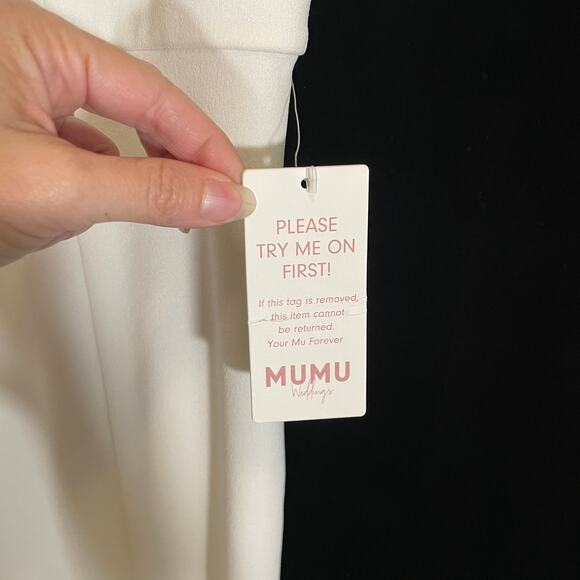 PLEASE
TRY ME ON
FIRST!
If this tag is removed,
this item cannot
be returned.
Your Mu Forever
MUMU
Weddings